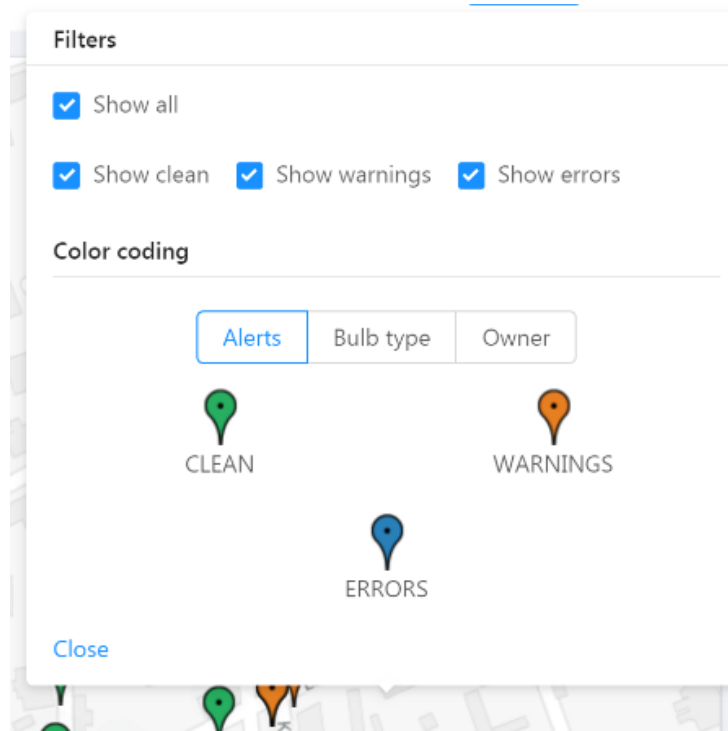 Filters
Show all
Show clean Show warnings Show errors
Color coding
Alerts Bulb type Owner
CLEAN WARNINGS
ERRORS
Close